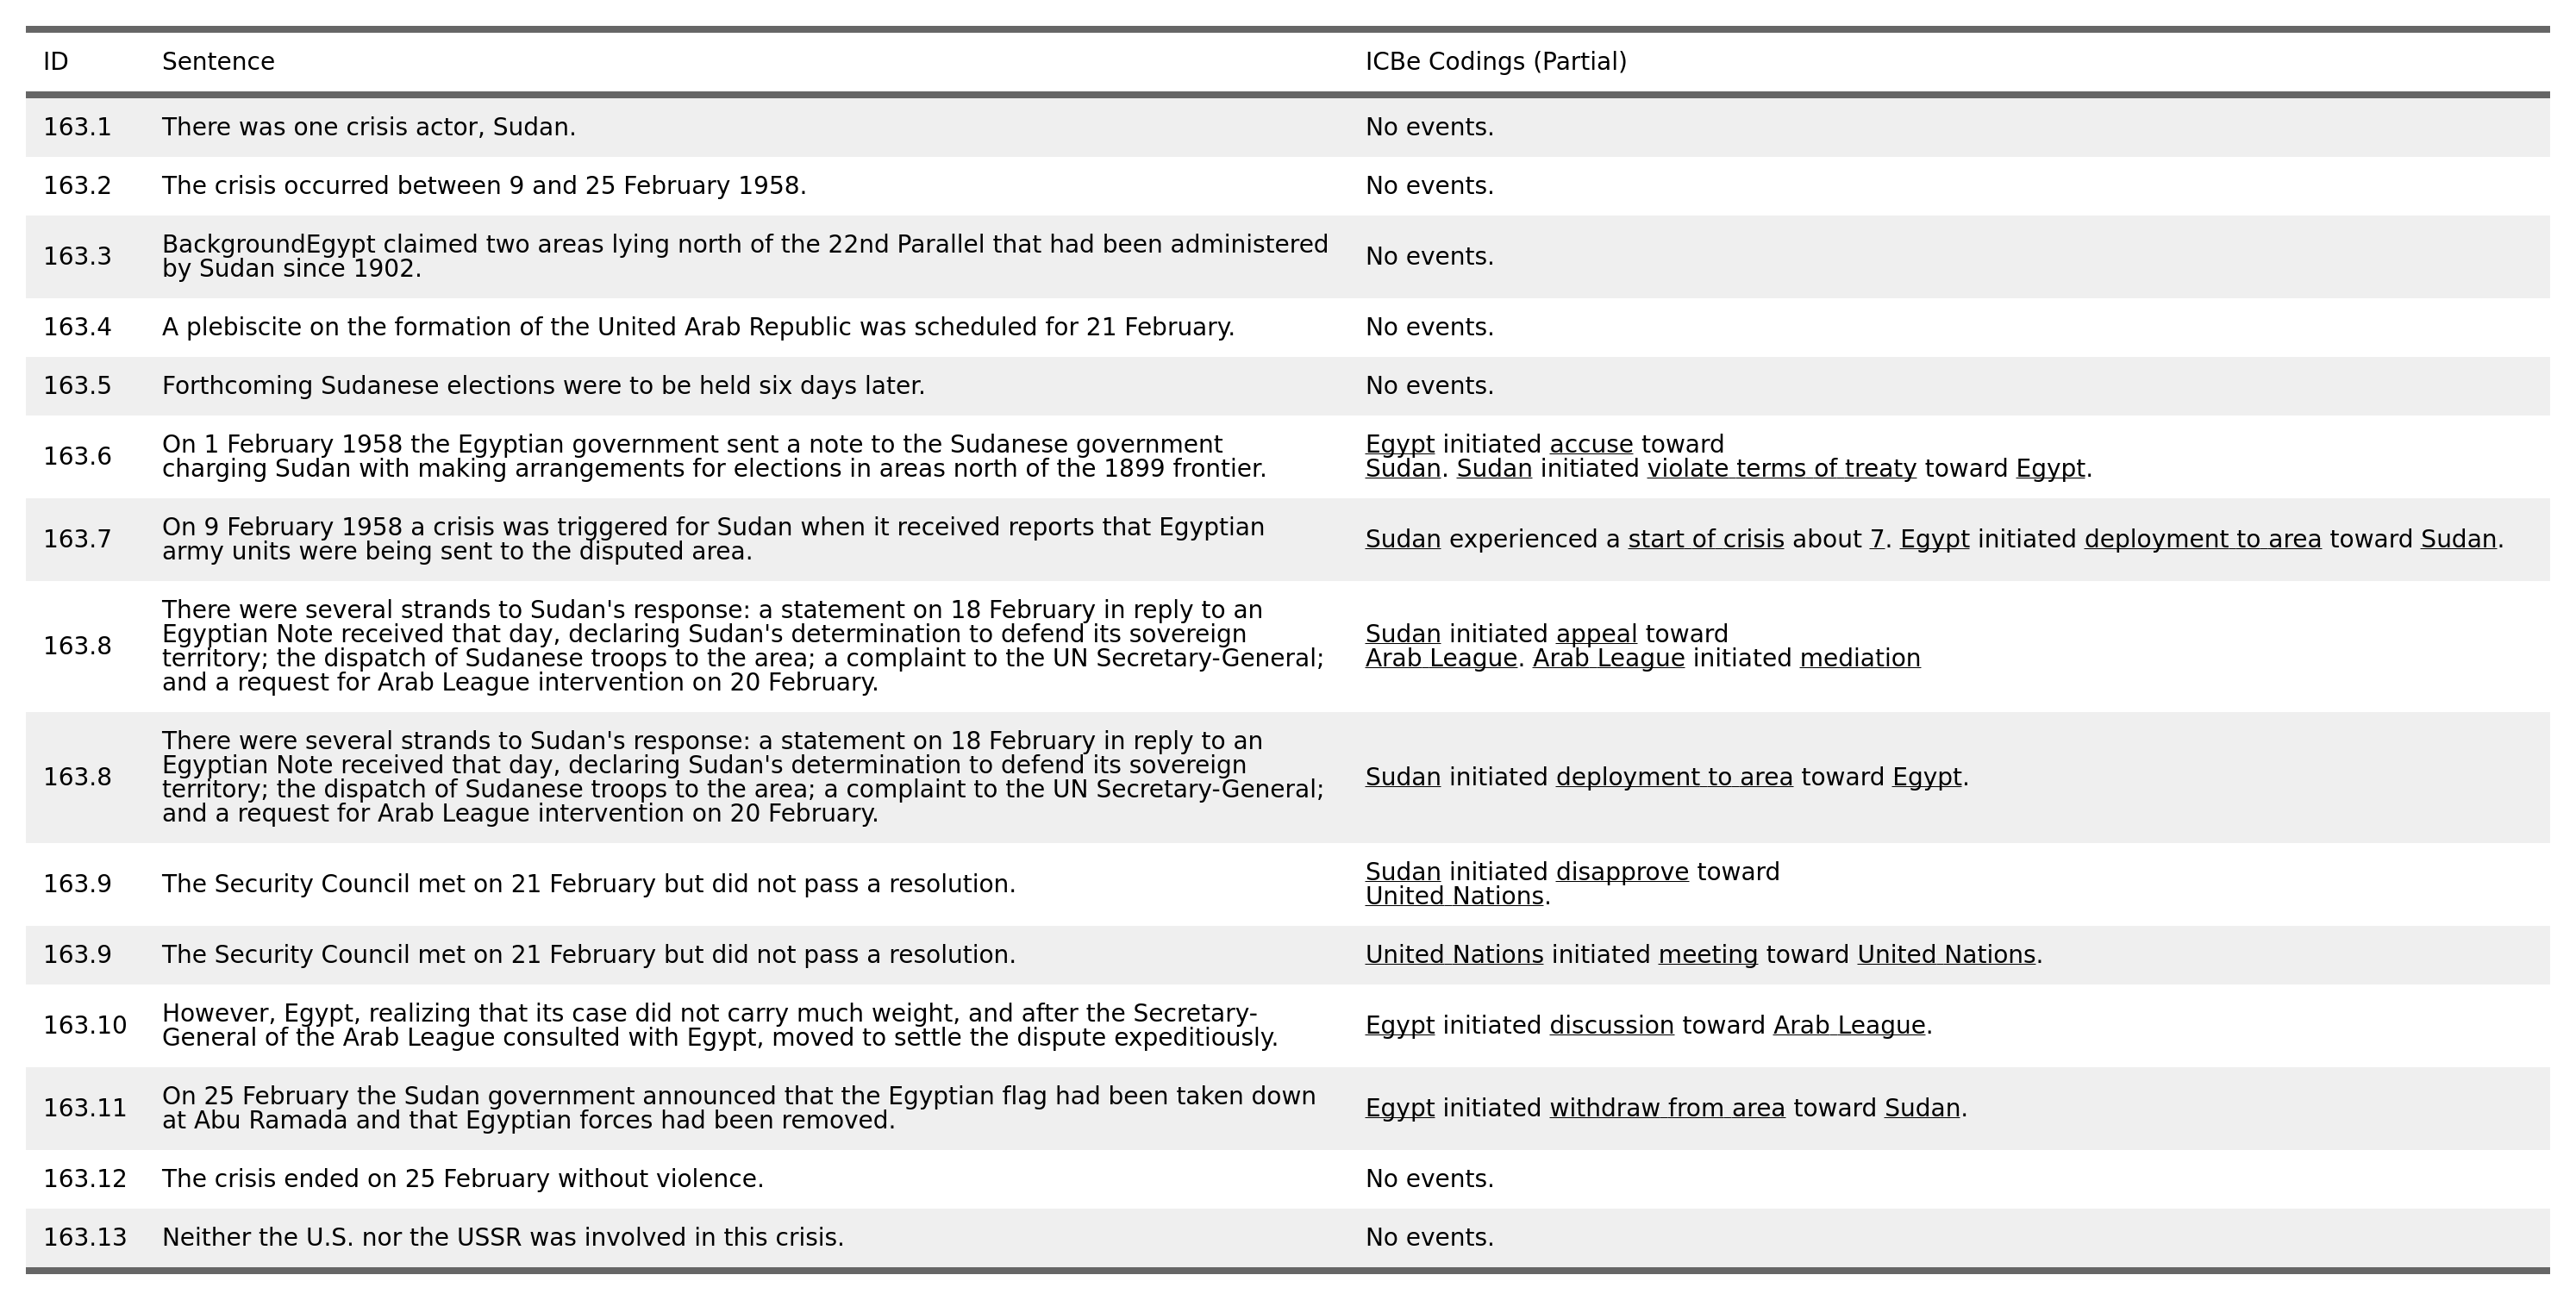 ID Sentence ICBe Codings (Partial)
163.1 There was one crisis actor, Sudan. No events.
163.2 The crisis occurred between 9 and 25 February 1958. No events.
163.3 BackgroundEgypt claimed two areas lying north of the 22nd Parallel that had been administered
by Sudan since 1902. No events.
163.4 A plebiscite on the formation of the United Arab Republic was scheduled for 21 February. No events.
163.5 Forthcoming Sudanese elections were to be held six days later. No events.
163.6 On 1 February 1958 the Egyptian government sent a note to the Sudanese government
charging Sudan with making arrangements for elections in areas north of the 1899 frontier.
Egypt initiated accuse toward
Sudan. Sudan initiated violate terms of treaty toward Egypt.
163.7 On 9 February 1958 a crisis was triggered for Sudan when it received reports that Egyptian
army units were being sent to the disputed area.
Sudan experienced a start of crisis about 7. Egypt initiated deployment to area toward Sudan.
163.8 There were several strands to Sudan's response: a statement on 18 February in reply to an
Egyptian Note received that day, declaring Sudan's determination to defend its sovereign
territory; the dispatch of Sudanese troops to the area; a complaint to the UN Secretary-General;
and a request for Arab League intervention on 20 February.
Sudan initiated appeal toward
Arab League. Arab League initiated mediation
163.8 There were several strands to Sudan's response: a statement on 18 February in reply to an
Egyptian Note received that day, declaring Sudan's determination to defend its sovereign
territory; the dispatch of Sudanese troops to the area; a complaint to the UN Secretary-General;
and a request for Arab League intervention on 20 February.
Sudan initiated deployment to area toward Egypt.
163.9 The Security Council met on 21 February but did not pass a resolution.
Sudan initiated disapprove toward
United Nations.
163.9 The Security Council met on 21 February but did not pass a resolution. United Nations initiated meeting toward United Nations.
163.10 However, Egypt, realizing that its case did not carry much weight, and after the Secretary-
General of the Arab League consulted with Egypt, moved to settle the dispute expeditiously.
Egypt initiated discussion toward Arab League.
163.11 On 25 February the Sudan government announced that the Egyptian flag had been taken down
at Abu Ramada and that Egyptian forces had been removed.
Egypt initiated withdraw from area toward Sudan.
163.12 The crisis ended on 25 February without violence. No events.
163.13 Neither the U.S. nor the USSR was involved in this crisis. No events.